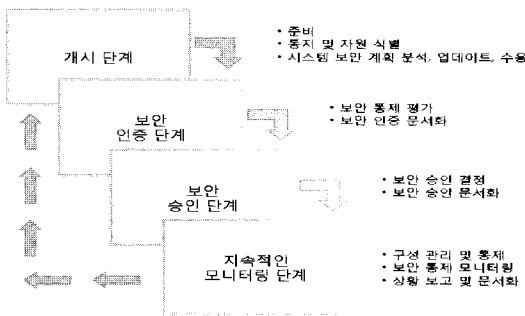 개시 단계
• 준비
• 통지 및 자원 식별
• 시스템 보안 계획 분석, 업데이트, 수용
보안
인증 단계
• 보안 통제 평가
• 보안 인증 문서화
보안
승인 단계
• 보안 승인 결정
• 보안 승인 문서화
지속적인
모니터링 단계
• 구성 관리 및 통제
• 보안 통제 모니터링
• 상황 보고 및 문서화